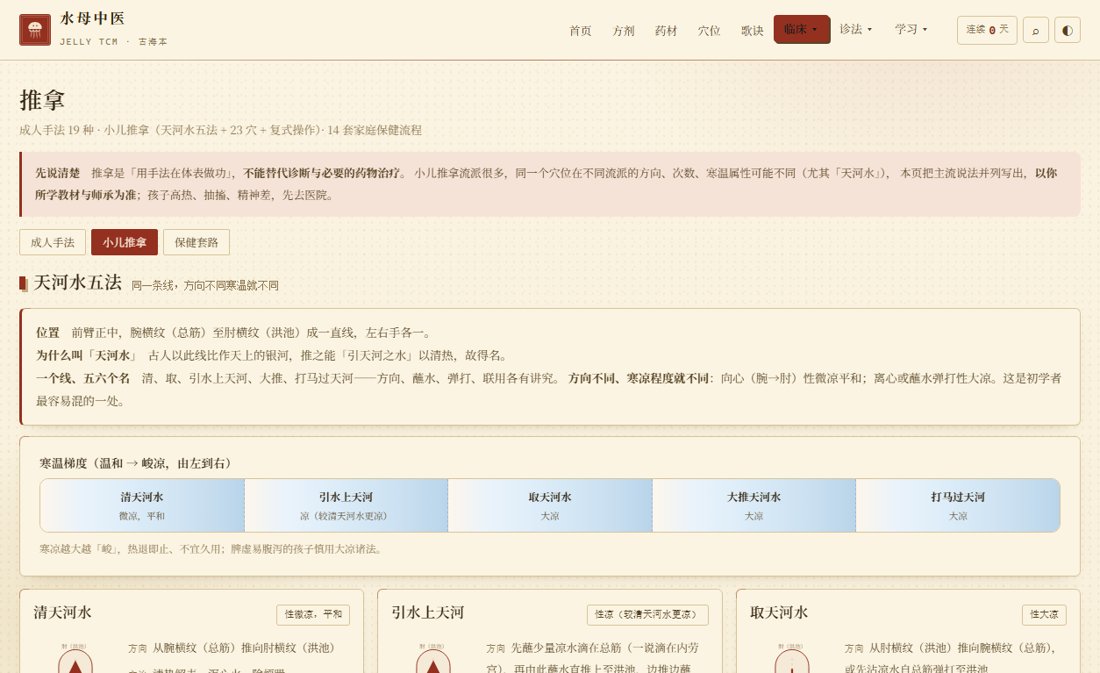 水母中医
JELLY TCM · 古海本
首页 方剂 药材 穴位 歌诀 临床 诊法 学习 连续 0 天
推拿
成人手法 19 种 · 小儿推拿（天河水五法 + 23 穴 + 复式操作）· 14 套家庭保健流程
先说清楚 推拿是「用手法在体表做功」，不能替代诊断与必要的药物治疗。小儿推拿流派很多，同一个穴位在不同流派的方向、次数、寒温属性可能不同（尤其「天河水」），本页把主流说法并列写出，以你
所学教材与师承为准；孩子高热、抽搐、精神差，先去医院。
成人手法 小儿推拿 保健套路
天河水五法 同一条线，方向不同寒温就不同
位置 前臂正中，腕横纹（总筋）至肘横纹（洪池）成一直线，左右手各一。
为什么叫「天河水」 古人以此线比作天上的银河，推之能「引天河之水」以清热，故得名。
一个线、五六个名 清、取、引水上天河、大推、打马过天河——方向、蘸水、弹打、联用各有讲究。方向不同、寒凉程度就不同：向心（腕→肘）性微凉平和；离心或蘸水弹打性大凉。这是初学者
最容易混的一处。
寒温梯度（温和 → 峻凉，由左到右）
清天河水 引水上天河 取天河水 大推天河水 打马过天河
微凉，平和 凉（较清天河水更凉） 大凉 大凉 大凉
寒凉越大越「峻」，热退即止、不宜久用；脾虚易腹泻的孩子慎用大凉诸法。
清天河水 性微凉，平和
方向 从腕横纹（总筋）推向肘横纹（洪池）
引水上天河 性凉（较清天河水更凉）
方向 先蘸少量凉水滴在总筋（一说滴在内劳
宫），再由此蘸水直推上至洪池，边推边蘸
取天河水 性大凉
方向 从肘横纹（洪池）推向腕横纹，
或先沾凉水自总筋弹打至洪池